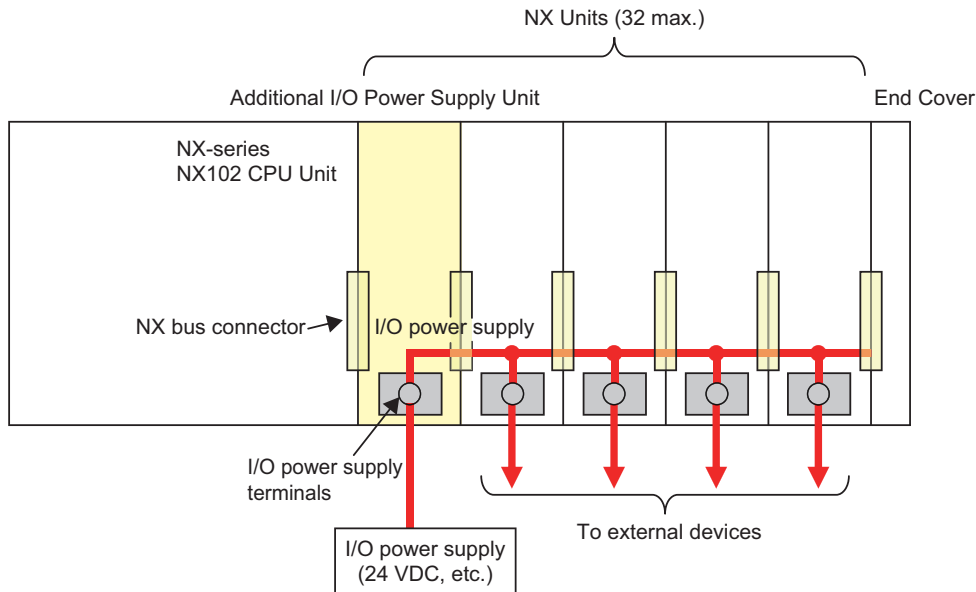 NX Units (32 max.)
Additional I/O Power Supply Unit
End Cover
NX-series
NX102 CPU Unit
NX bus connector
I/O power supply
I/O power supply
terminals
To external devices
I/O power supply
(24 VDC, etc.)